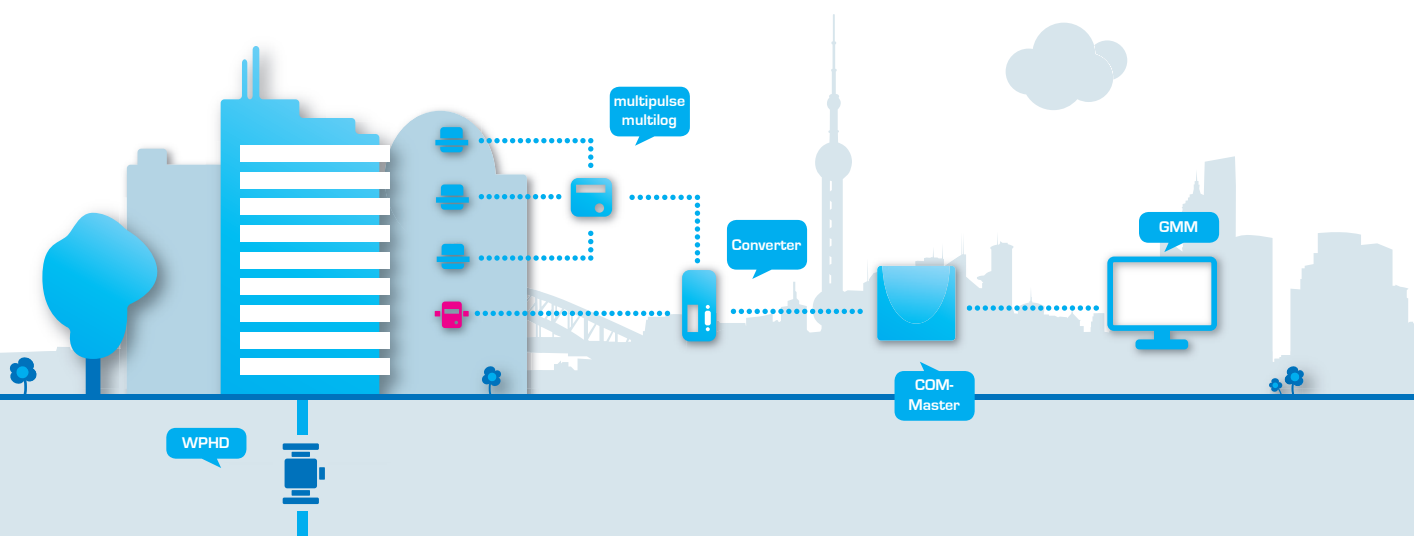 multipulse
multilog
Converter
GMM
COM-
Master
WPHD